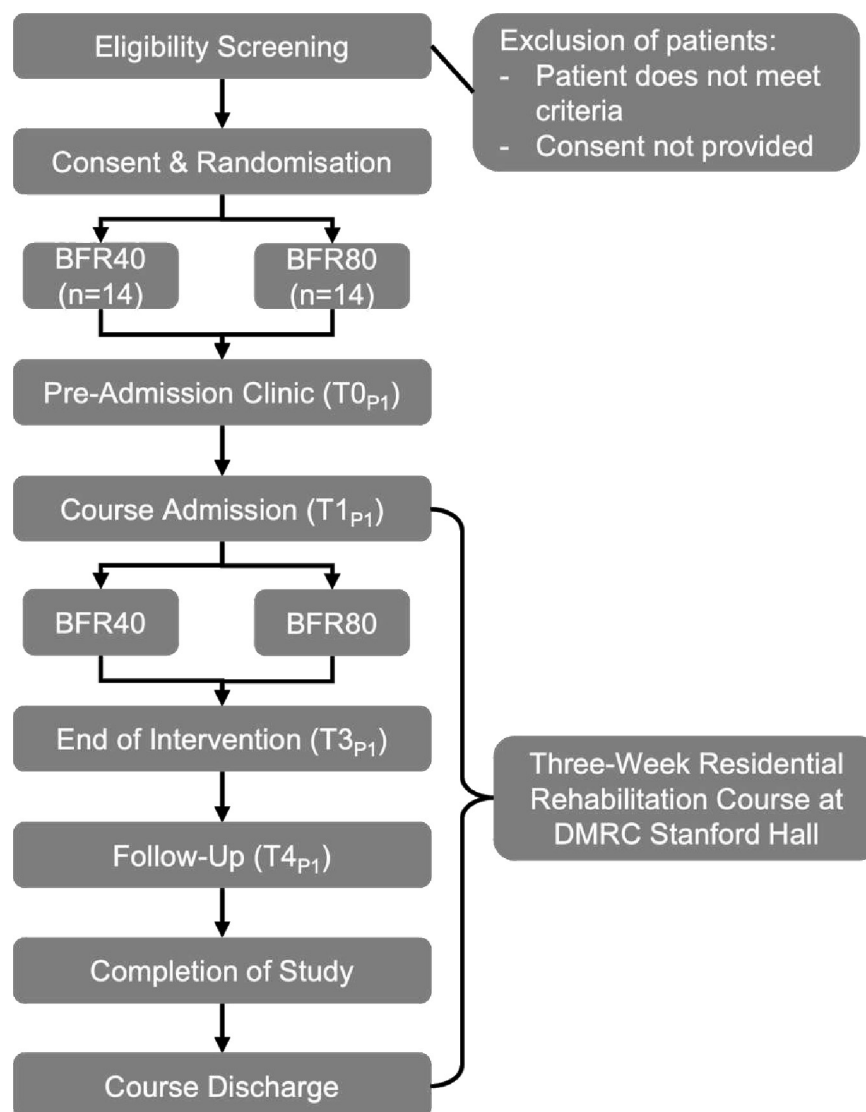 Eligibility Screening
Exclusion of patients:
- Patient does not meet
criteria
- Consent not provided
Consent & Randomisation
BFR40
(n=14)
BFR80
(n=14)
Pre-Admission Clinic (T0P1)
Course Admission (T1P1)
BFR40
BFR80
End of Intervention (T3P1)
Three-Week Residential
Rehabilitation Course at
DMRC Stanford Hall
Follow-Up (T4P1)
Completion of Study
Course Discharge